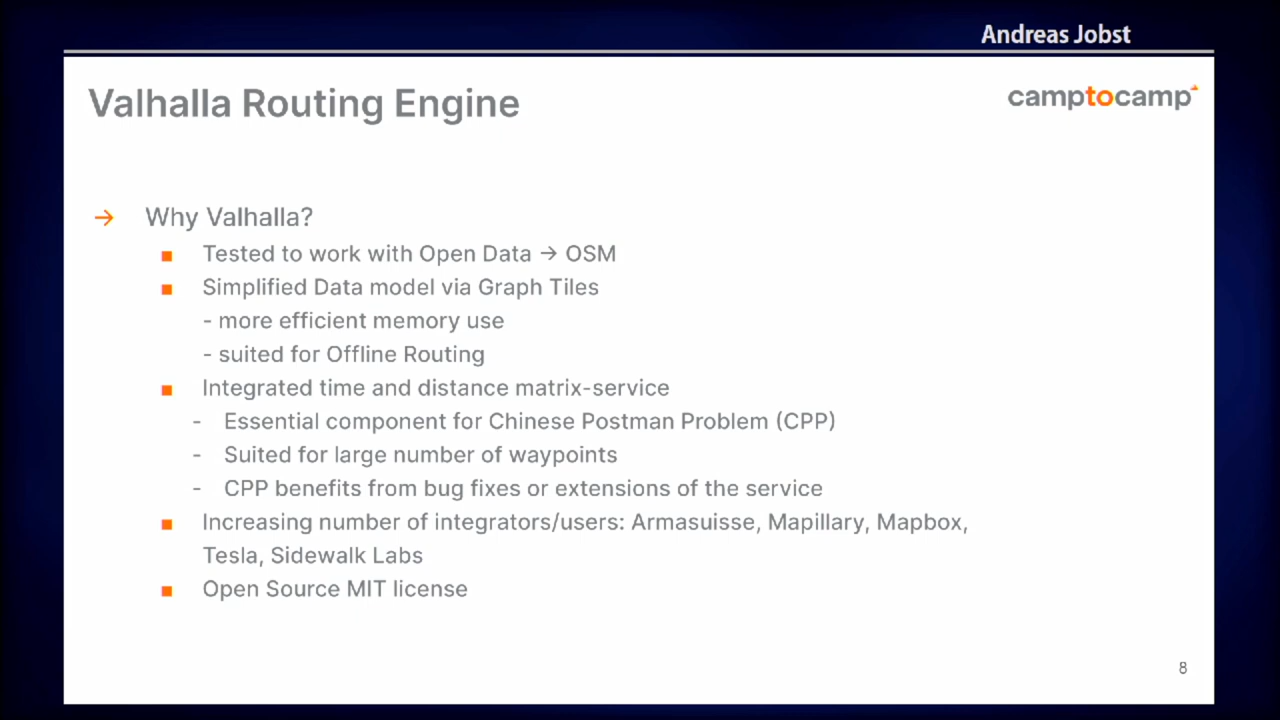 Andreas Jobst
Valhalla Routing Engine
camptocamp
→ Why Valhalla?
■ Tested to work with Open Data → OSM
■ Simplified Data model via Graph Tiles
- more efficient memory use
- suited for Offline Routing
■ Integrated time and distance matrix-service
- Essential component for Chinese Postman Problem (CPP)
- Suited for large number of waypoints
- CPP benefits from bug fixes or extensions of the service
■ Increasing number of integrators/users: Armasuisse, Mapillary, Mapbox,
Tesla, Sidewalk Labs
■ Open Source MIT license
8